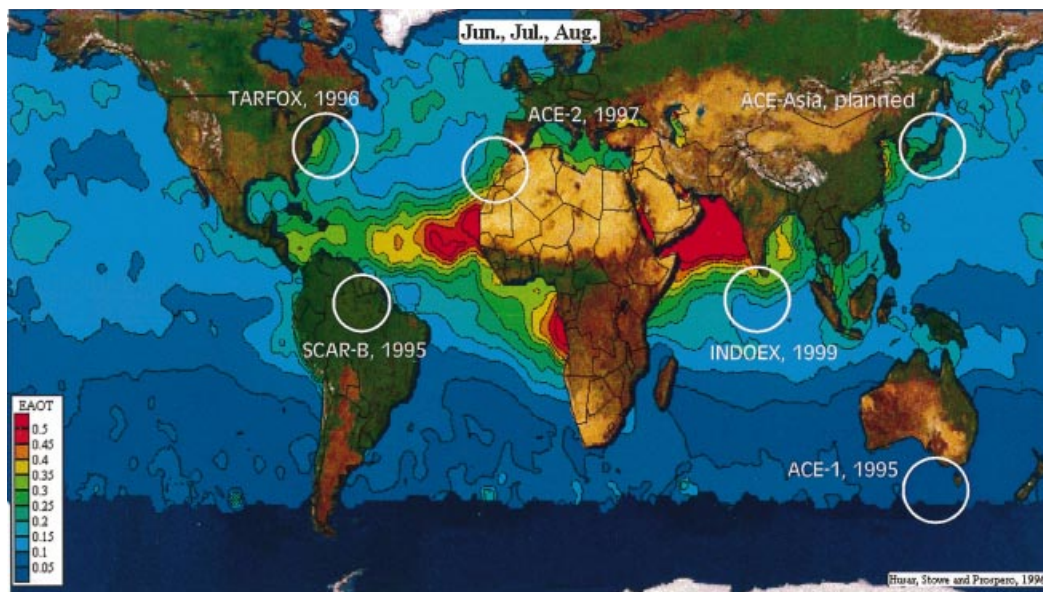 Jun., Jul., Aug.
TARFOX, 1996
ACE-2, 1997
ACE-Asia, planned
SCAR-B, 1995
INDOEX, 1999
ACE-1, 1995
EAOT
0.5
0.45
0.4
0.35
0.3
0.25
0.2
0.15
0.1
0.05
Husar, Stowe and Prospero, 1996